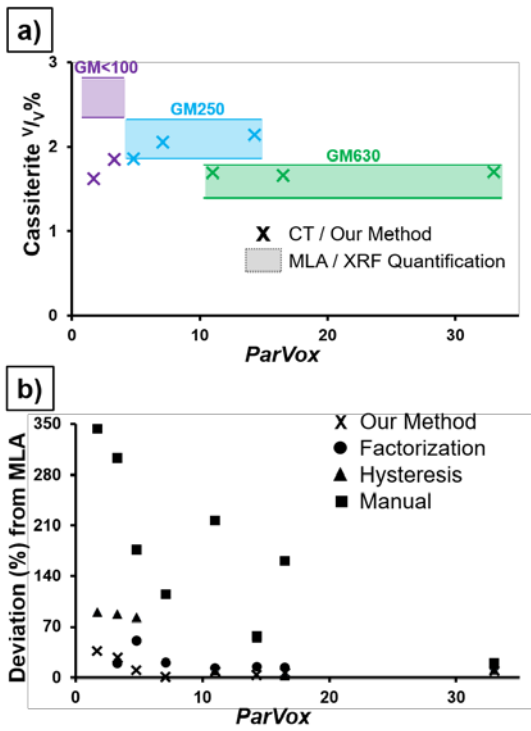 a)
3
2
1
0
Cassiterite V/V%
GM<100
GM250
GM630
X CT / Our Method
MLA / XRF Quantification
0 10 20 30
ParVox
b)
350
280
210
140
70
0
Deviation (%) from MLA
Our Method
Factorization
Hysteresis
Manual
0 10 20 30
ParVox